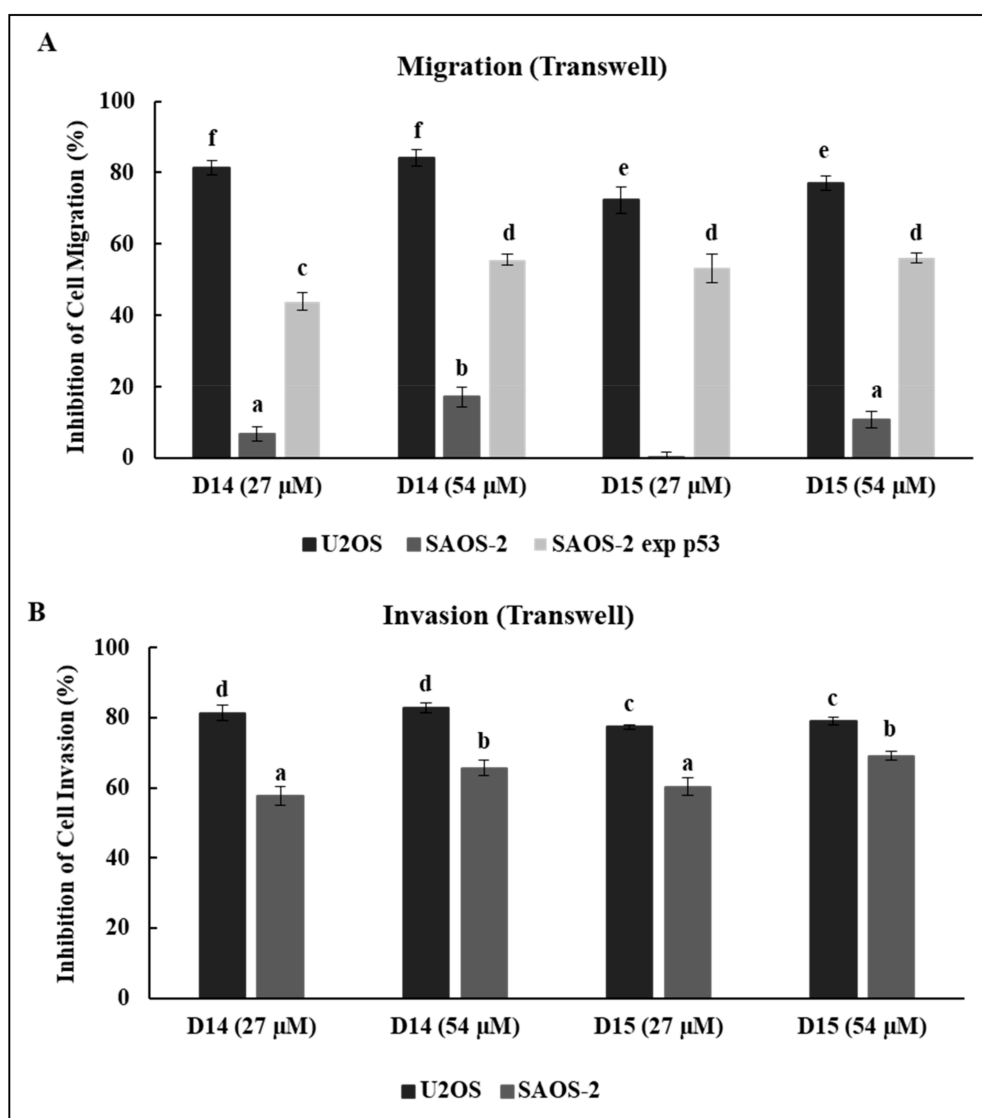 A
Migration (Transwell)
Inhibition of Cell Migration (%)
100
80
60
40
20
0
f
a
c
f
b
d
e
d
e
a
d
D14 (27 μM)
D14 (54 μM)
D15 (27 μM)
D15 (54 μM)
U2OS
SAOS-2
SAOS-2 exp p53
B
Invasion (Transwell)
Inhibition of Cell Invasion (%)
100
80
60
40
20
0
d
a
d
b
c
a
c
b
D14 (27 μM)
D14 (54 μM)
D15 (27 μM)
D15 (54 μM)
U2OS
SAOS-2